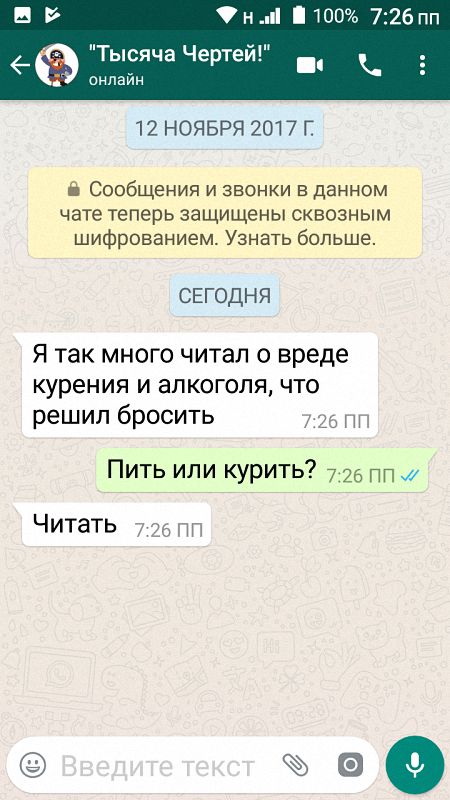 H 100% 7:26 пп
"Тысяча Чертей!"
онлайн
12 НОЯБРЯ 2017 Г.
Сообщения и звонки в данном
чате теперь защищены сквозным
шифрованием. Узнать больше.
СЕГОДНЯ
Я так много читал о вреде
курения и алкоголя, что
решил бросить 7:26 ПП
Пить или курить? 7:26 ПП
Читать 7:26 ПП
Введите текст